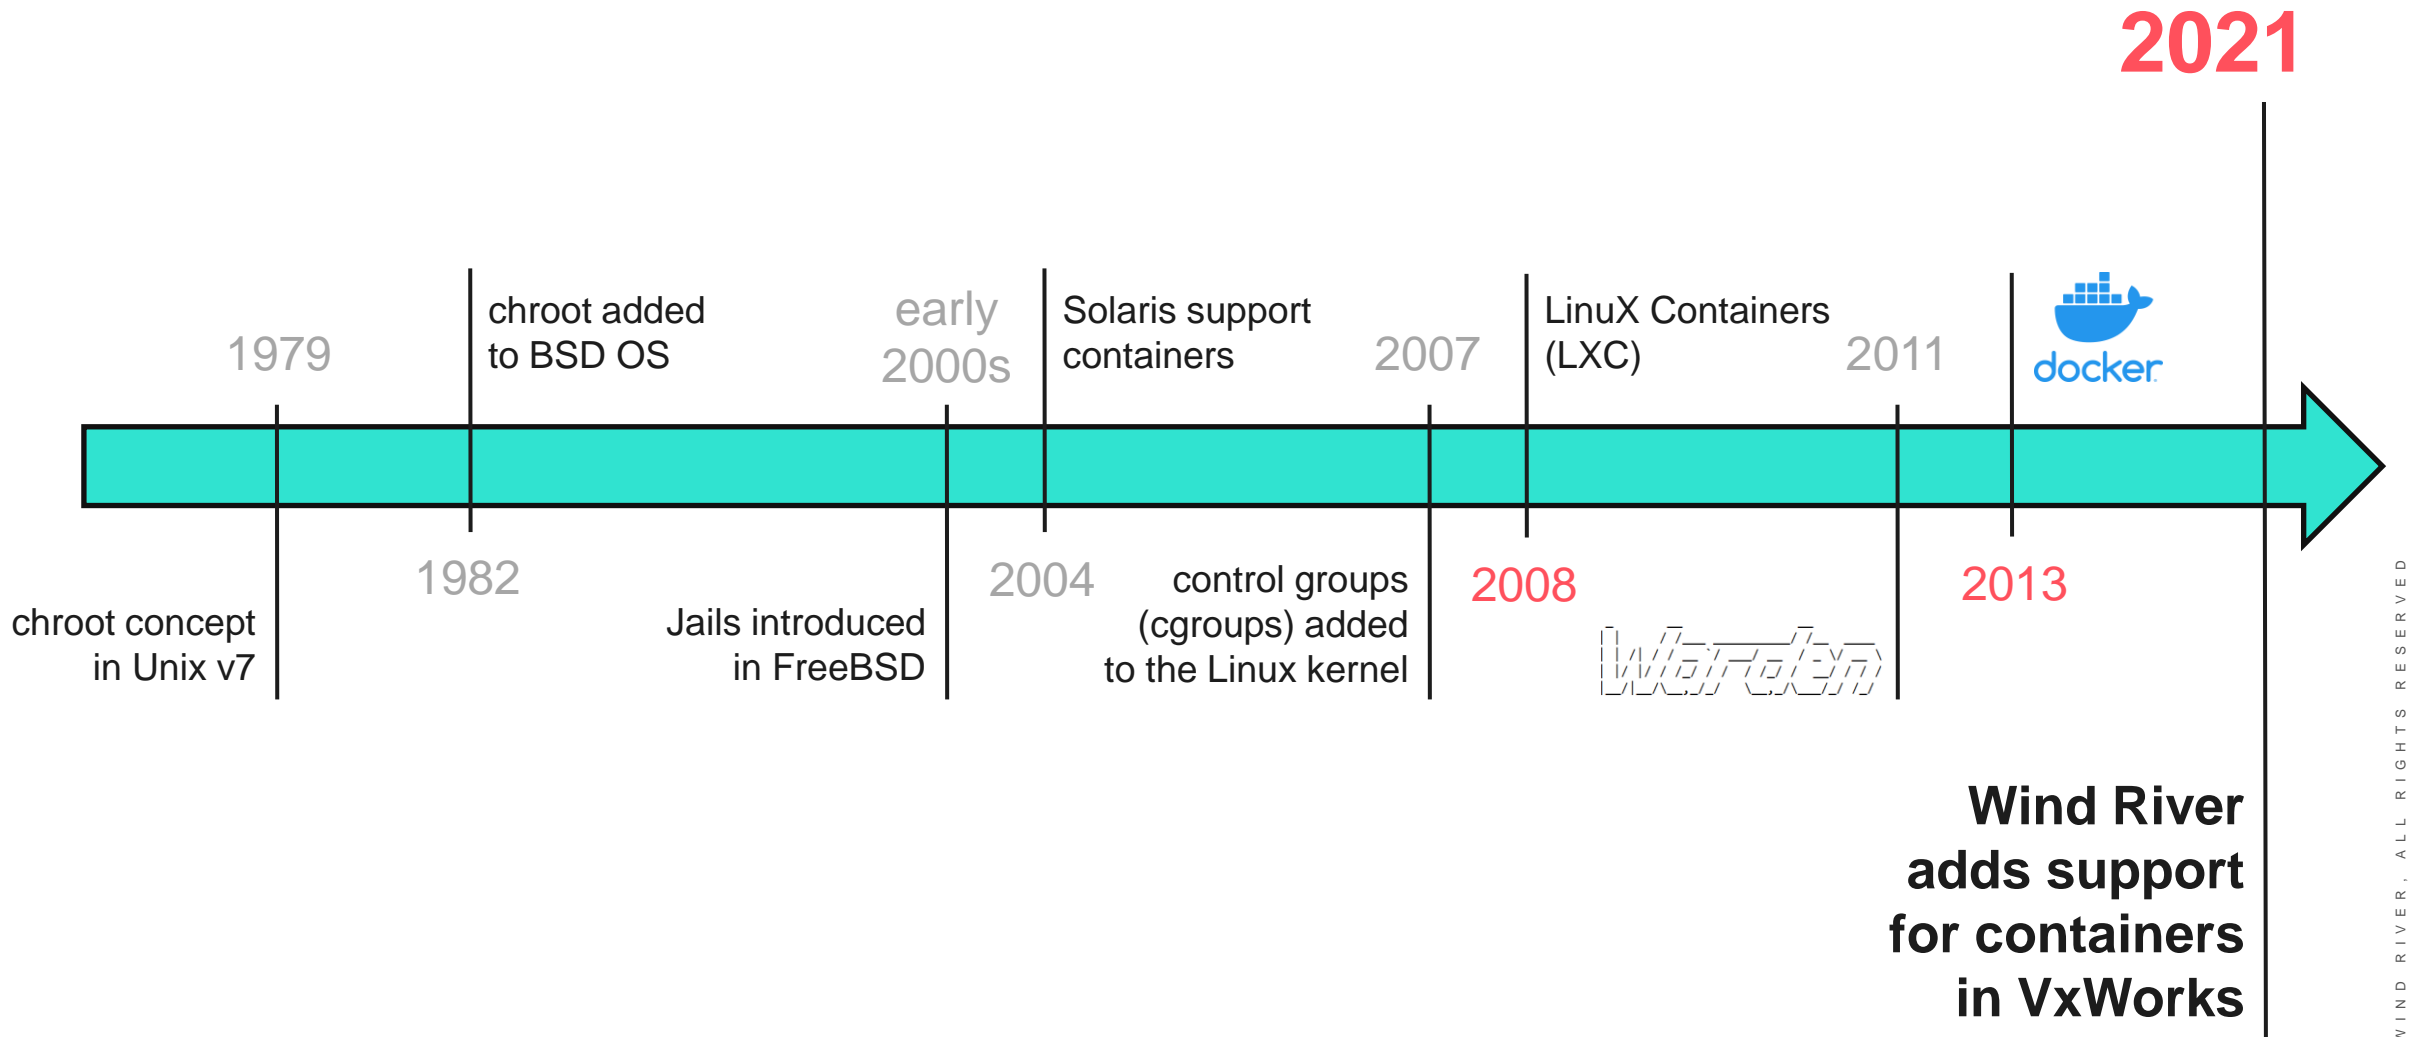 2021
1979
chroot added
to BSD OS
early
2000s
Solaris support
containers
2007
LinuX Containers
(LXC)
2011
docker
chroot concept
in Unix v7
1982
Jails introduced
in FreeBSD
2004
control groups
(cgroups) added
to the Linux kernel
2008
Warden
2013
Wind River
adds support
for containers
in VxWorks
WIND RIVER, ALL RIGHTS RESERVED